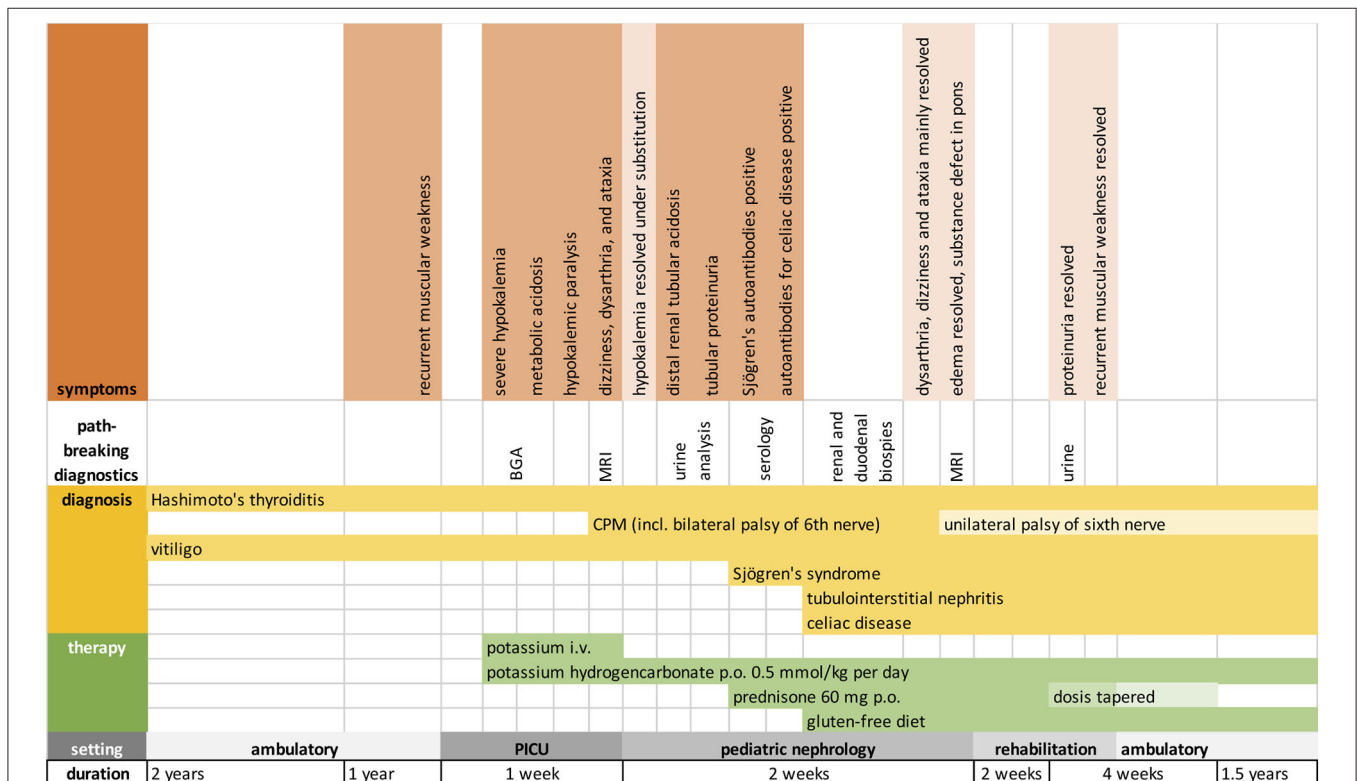 recurrent muscular weakness
severe hypokalemia
metabolic acidosis
hypokalemic paralysis
dizziness, dysarthria, and ataxia
hypokalemia resolved under substitution
distal renal tubular acidosis
tubular proteinuria
Sjögren's autoantibodies positive
autoantibodies for celiac disease positive
dysarthria, dizziness and ataxia mainly resolved
edema resolved, substance defect in pons
proteinuria resolved
recurrent muscular weakness resolved
symptoms
path-
breaking
diagnostics
BGA
MRI
urine
analysis
serology
renal and
duodenal
biospies
MRI
urine
diagnosis
Hashimoto's thyroiditis
CPM (incl. bilateral palsy of 6th nerve)
unilateral palsy of sixth nerve
vitiligo
Sjögren's syndrome
tubulointerstitial nephritis
celiac disease
therapy
potassium i.v.
potassium hydrogencarbonate p.o. 0.5 mmol/kg per day
prednisone 60 mg p.o.
dosis tapered
gluten-free diet
setting
ambulatory
PICU
pediatric nephrology
rehabilitation
ambulatory
duration
2 years
1 year
1 week
2 weeks
2 weeks
4 weeks
1.5 years